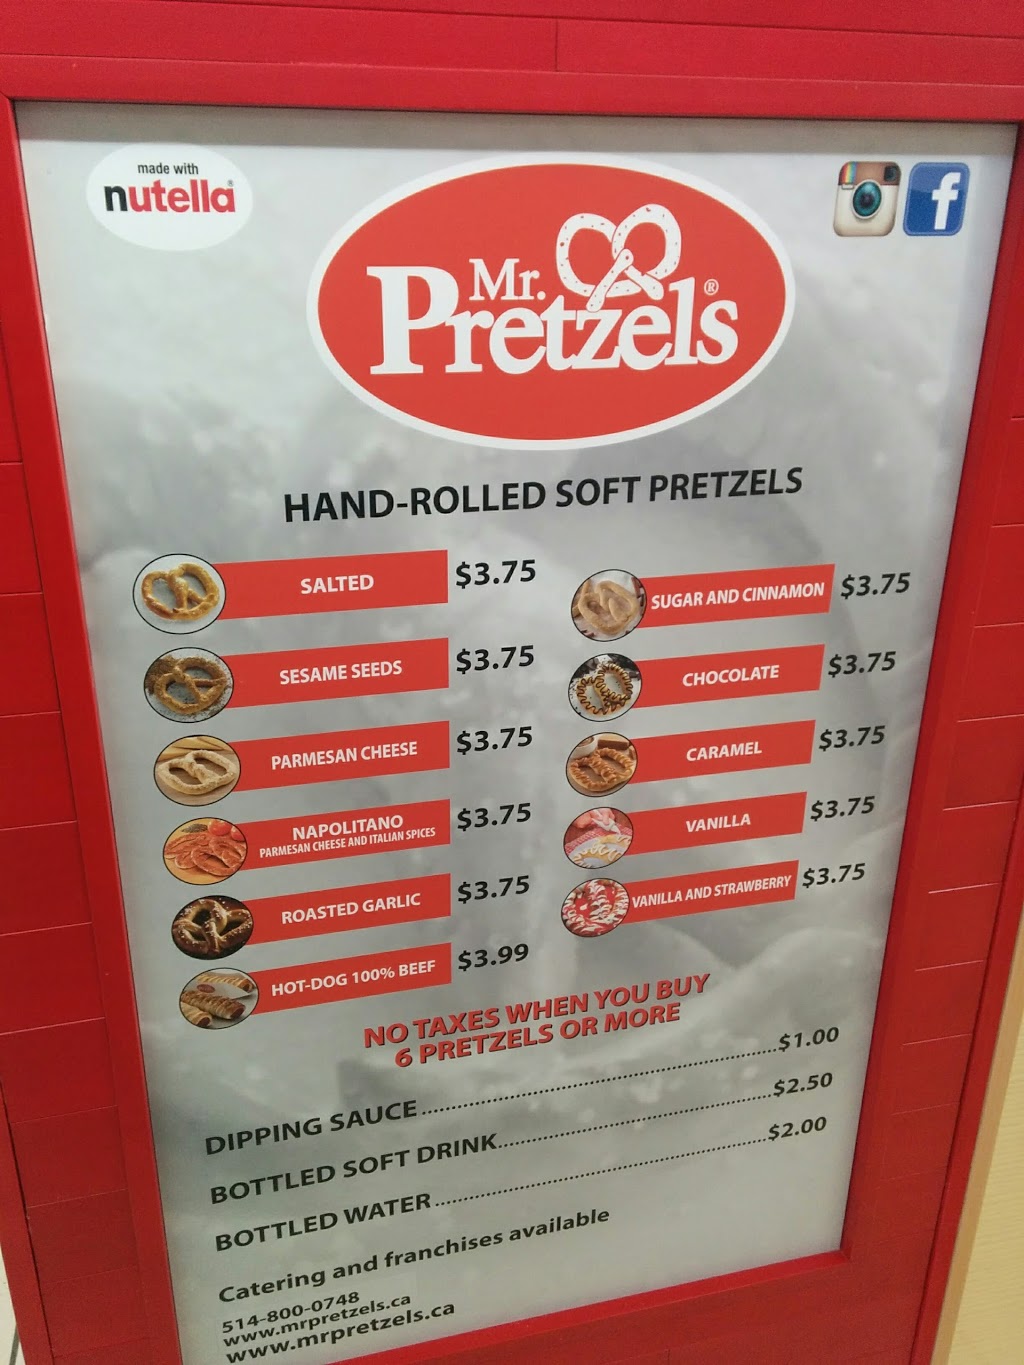 made with
nutella®
f
Mr.
Pretzels®
HAND-ROLLED SOFT PRETZELS
SALTED $3.75
SESAME SEEDS $3.75
PARMESAN CHEESE $3.75
NAPOLITANO $3.75
PARMESAN CHEESE AND ITALIAN SPICES
ROASTED GARLIC $3.75
HOT-DOG 100% BEEF $3.99
SUGAR AND CINNAMON $3.75
CHOCOLATE $3.75
CARAMEL $3.75
VANILLA $3.75
VANILLA AND STRAWBERRY $3.75
NO TAXES WHEN YOU BUY
6 PRETZELS OR MORE
DIPPING SAUCE....................$1.00
BOTTLED SOFT DRINK....................$2.50
BOTTLED WATER....................$2.00
Catering and franchises available
514-800-0748
www.mrpretzels.ca
www.mrpretzels.ca